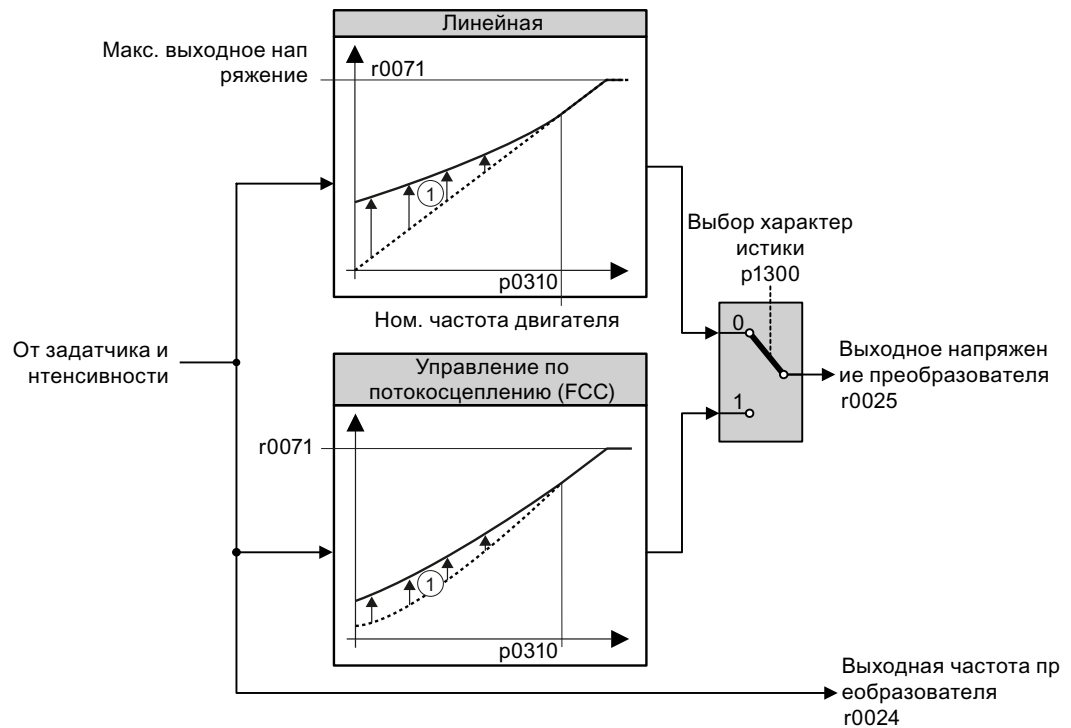 Линейная
Макс. выходное нап
ряжение
r0071
1
p0310
Ном. частота двигателя
Выбор характер
истики
p1300
0
1
От задатчика и
нтенсивности
Выходное напряжен
ие преобразователя
r0025
Управление по
потокосцеплению (FCC)
r0071
1
p0310
Выходная частота пр
еобразователя
r0024